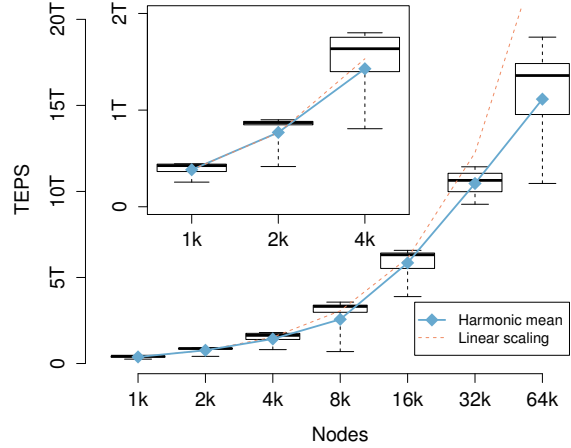 TEPS
20T
15T
10T
5T
0
2T
1T
0
1k 2k 4k
Harmonic mean
Linear scaling
1k 2k 4k 8k 16k 32k 64k
Nodes